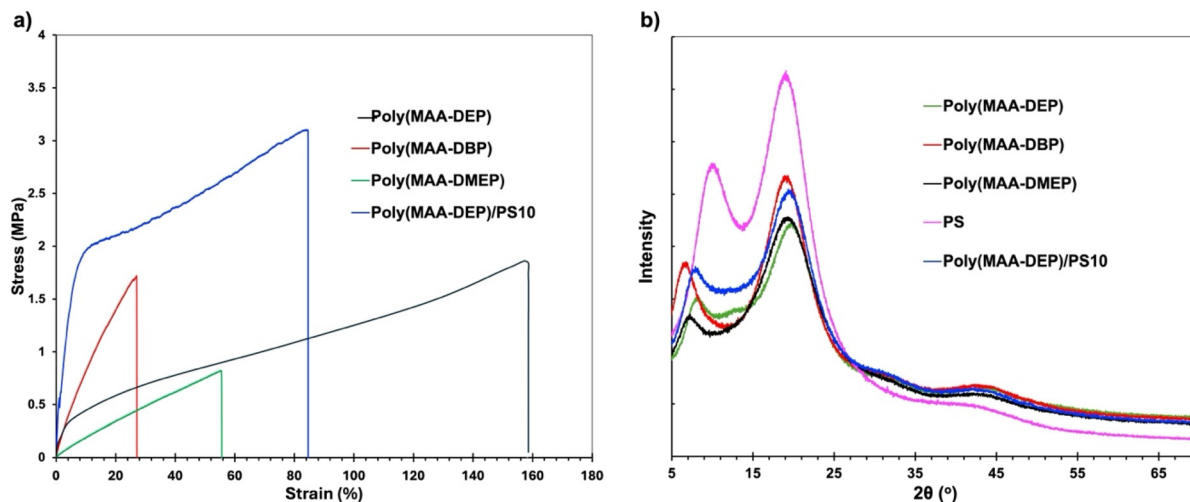 a)
4
3.5
3
2.5
2
1.5
1
0.5
0
Stress (MPa)
Poly(MAA-DEP)
Poly(MAA-DBP)
Poly(MAA-DMEP)
Poly(MAA-DEP)/PS10
0 20 40 60 80 100 120 140 160 180
Strain (%)
b)
Intensity
Poly(MAA-DEP)
Poly(MAA-DBP)
Poly(MAA-DMEP)
PS
Poly(MAA-DEP)/PS10
5 15 25 35 45 55 65
2θ (º)